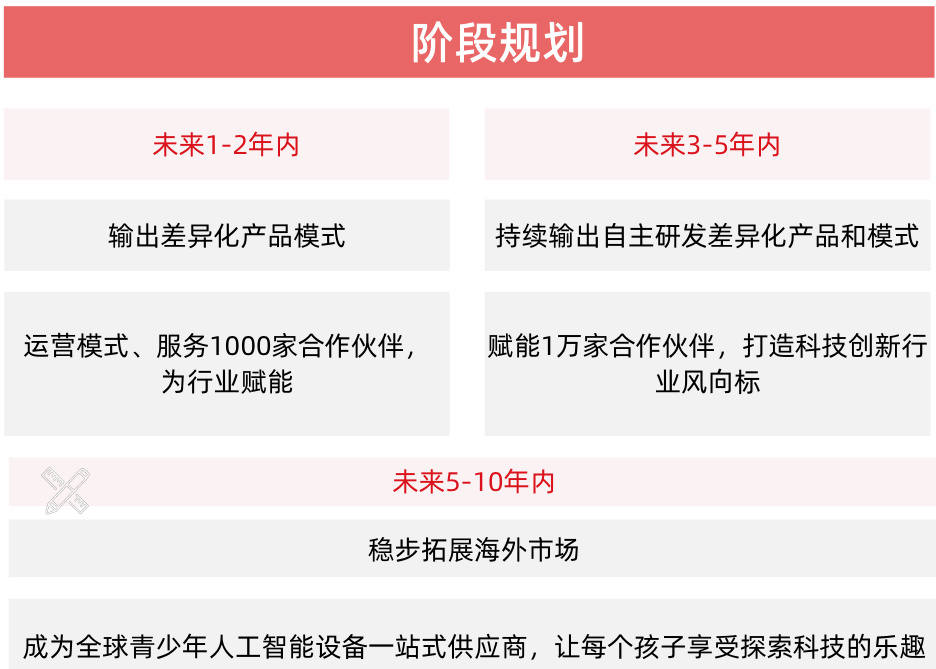 阶段规划
未来1-2年内
输出差异化产品模式
运营模式、服务1000家合作伙伴，
为行业赋能
未来3-5年内
持续输出自主研发差异化产品和模式
赋能1万家合作伙伴，打造科技创新行
业风向标
未来5-10年内
稳步拓展海外市场
成为全球青少年人工智能设备一站式供应商，让每个孩子享受探索科技的乐趣